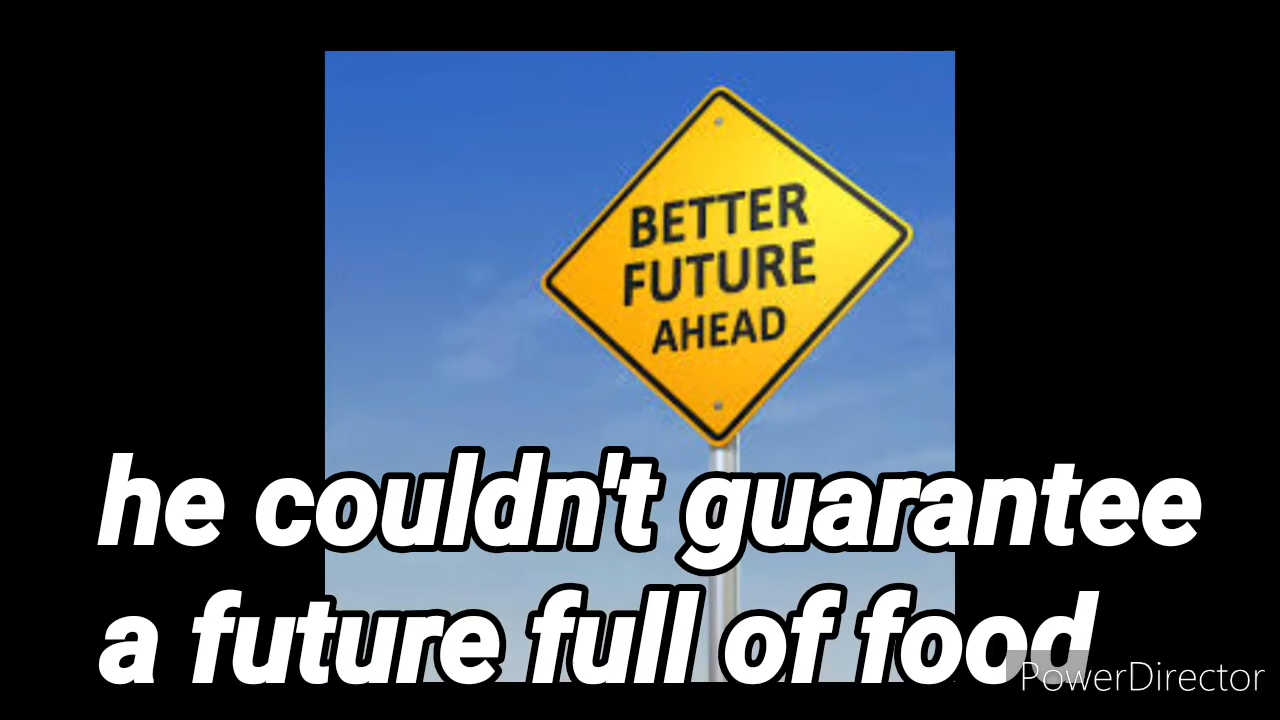 BETTER
FUTURE
AHEAD
he couldn't guarantee
a future full of food
PowerDirector